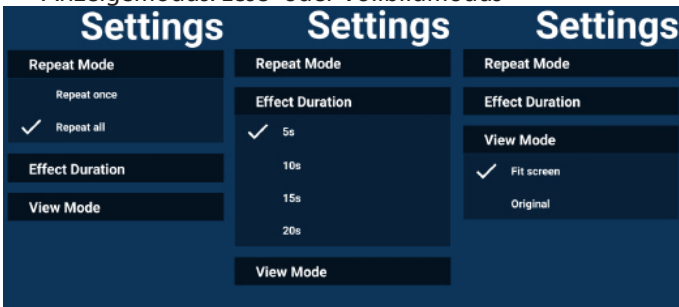 Settings
Repeat Mode
Repeat once
Repeat all
Effect Duration
View Mode
Settings
Repeat Mode
Effect Duration
5s
10s
15s
20s
View Mode
Settings
Repeat Mode
Effect Duration
View Mode
Fit screen
Original